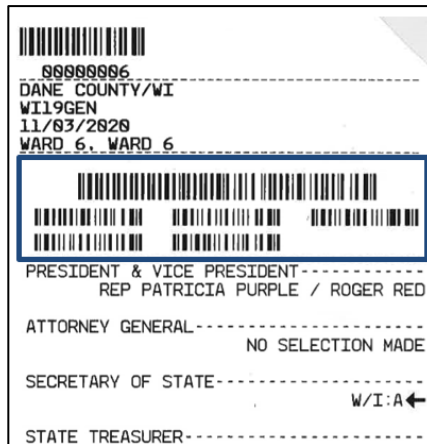 00000006
DANE COUNTY/WI
WI19GEN
11/03/2020
WARD 6, WARD 6
PRESIDENT & VICE PRESIDENT------------
REP PATRICIA PURPLE / ROGER RED
ATTORNEY GENERAL-----------------------
NO SELECTION MADE
SECRETARY OF STATE---------------------
W/I:A←
STATE TREASURER------------------------